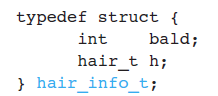 typedef struct {
int bald;
hair_t h;
} hair_info_t;